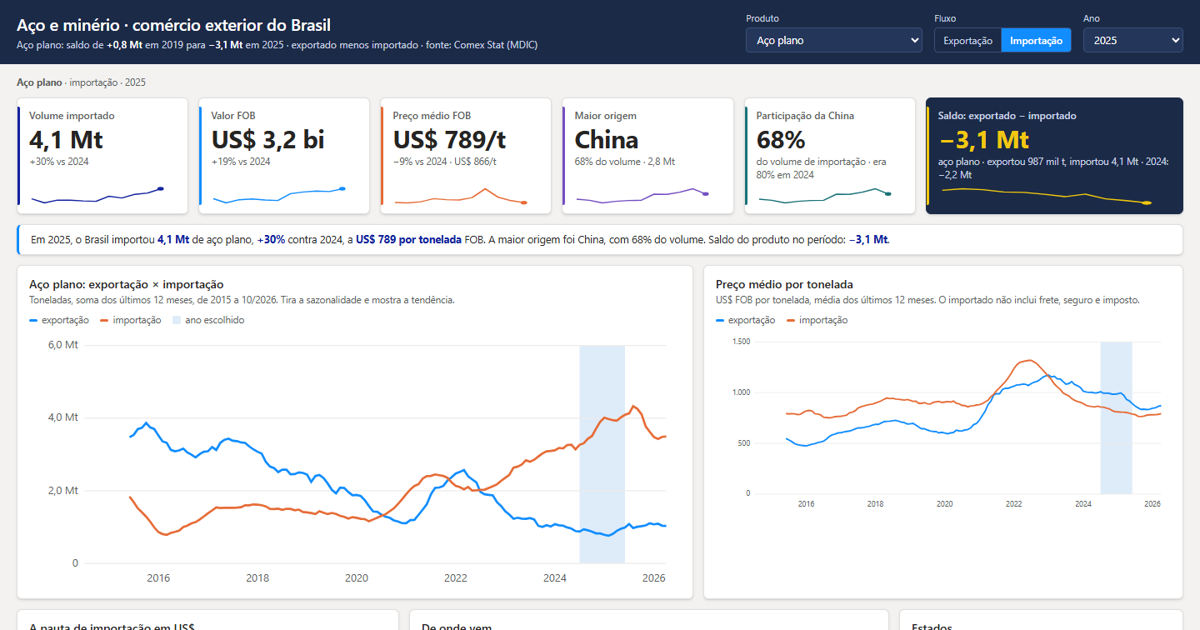 Aço e minério · comércio exterior do Brasil
Aço plano: saldo de +0,8 Mt em 2019 para −3,1 Mt em 2025 · exportado menos importado · fonte: Comex Stat (MDIC)
Produto
Aço plano
Fluxo
Exportação
Importação
Ano
2025
Aço plano · importação · 2025
Volume importado
4,1 Mt
+30% vs 2024
Valor FOB
US$ 3,2 bi
+19% vs 2024
Preço médio FOB
US$ 789/t
−9% vs 2024 · US$ 866/t
Maior origem
China
68% do volume · 2,8 Mt
Participação da China
68%
do volume de importação · era
80% em 2024
Saldo: exportado − importado
−3,1 Mt
aço plano · exportou 987 mil t, importou 4,1 Mt · 2024:
−2,2 Mt
Em 2025, o Brasil importou 4,1 Mt de aço plano, +30% contra 2024, a US$ 789 por tonelada FOB. A maior origem foi China, com 68% do volume. Saldo do produto no período: −3,1 Mt.
Aço plano: exportação × importação
Toneladas, soma dos últimos 12 meses, de 2015 a 10/2026. Tira a sazonalidade e mostra a tendência.
exportação
importação
ano escolhido
6,0 Mt
4,0 Mt
2,0 Mt
0
2016
2018
2020
2022
2024
2026
Preço médio por tonelada
US$ FOB por tonelada, média dos últimos 12 meses. O importado não inclui frete, seguro e imposto.
exportação
importação
1.500
1.000
500
0
2016
2018
2020
2022
2024
2026
A pauta de importação em US$
De onde vem
Estados